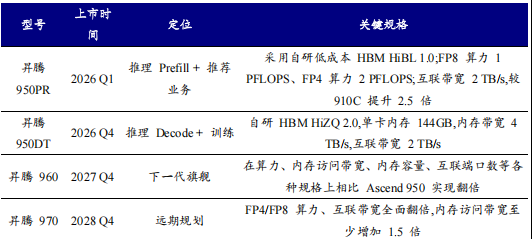 型号 上市时间 定位 关键规格
昇腾 950PR 2026 Q1 推理 Prefill + 推荐业务 采用自研低成本 HBM HiBL 1.0;FP8 算力 1
PFLOPS、FP4 算力 2 PFLOPS;互联带宽 2 TB/s,较
910C 提升 2.5 倍
昇腾 950DT 2026 Q4 推理 Decode + 训练 自研 HBM HiZQ 2.0,单卡内存 144GB,内存带宽 4
TB/s,互联带宽 2 TB/s
昇腾 960 2027 Q4 下一代旗舰 在算力、内存访问带宽、内存容量、互联端口数等各
种规格上相比 Ascend 950 实现翻倍
昇腾 970 2028 Q4 远期规划 FP4/FP8 算力、互联带宽全面翻倍,内存访问带宽至
少增加 1.5 倍